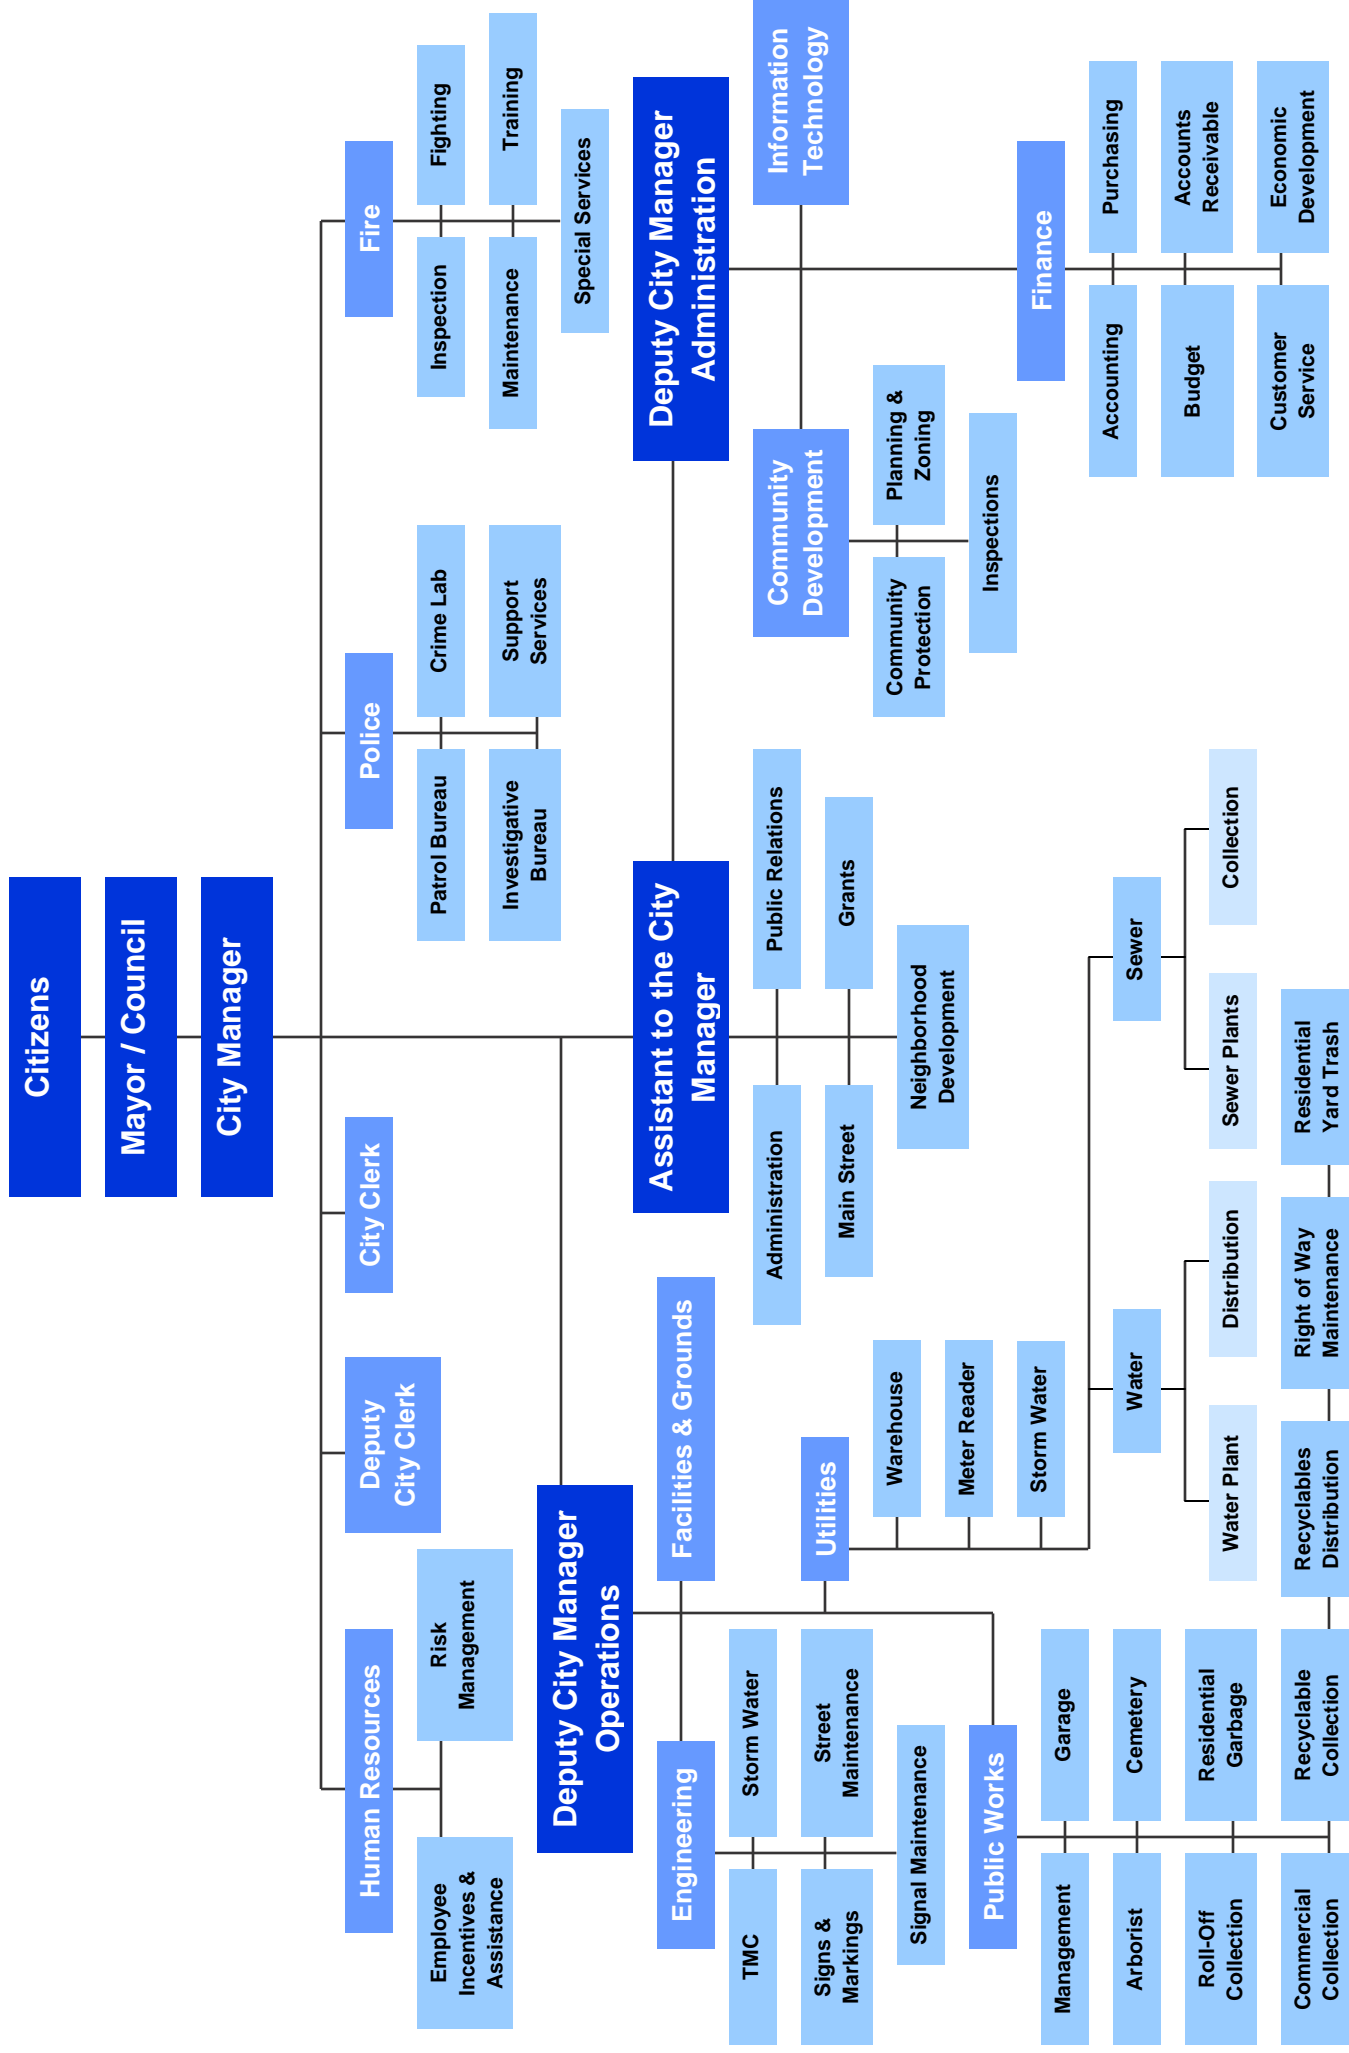 Citizens
Mayor / Council
City Manager
Human Resources
Employee
Incentives &
Assistance
Risk
Management
Deputy
City Clerk
City Clerk
Police
Patrol Bureau
Crime Lab
Investigative
Bureau
Support
Services
Fire
Inspection
Fighting
Maintenance
Training
Special Services
Deputy City Manager
Operations
Engineering
TMC
Storm Water
Signs &
Markings
Street
Maintenance
Signal Maintenance
Facilities & Grounds
Utilities
Warehouse
Meter Reader
Storm Water
Water
Water Plant
Distribution
Sewer
Sewer Plants
Collection
Public Works
Management
Garage
Arborist
Cemetery
Roll-Off
Collection
Residential
Garbage
Commercial
Collection
Recyclable
Collection
Recyclables
Distribution
Right of Way
Maintenance
Residential
Yard Trash
Assistant to the City
Manager
Administration
Public Relations
Main Street
Grants
Neighborhood
Development
Deputy City Manager
Administration
Community
Development
Community
Protection
Planning &
Zoning
Inspections
Information
Technology
Finance
Accounting
Purchasing
Budget
Accounts
Receivable
Customer
Service
Economic
Development